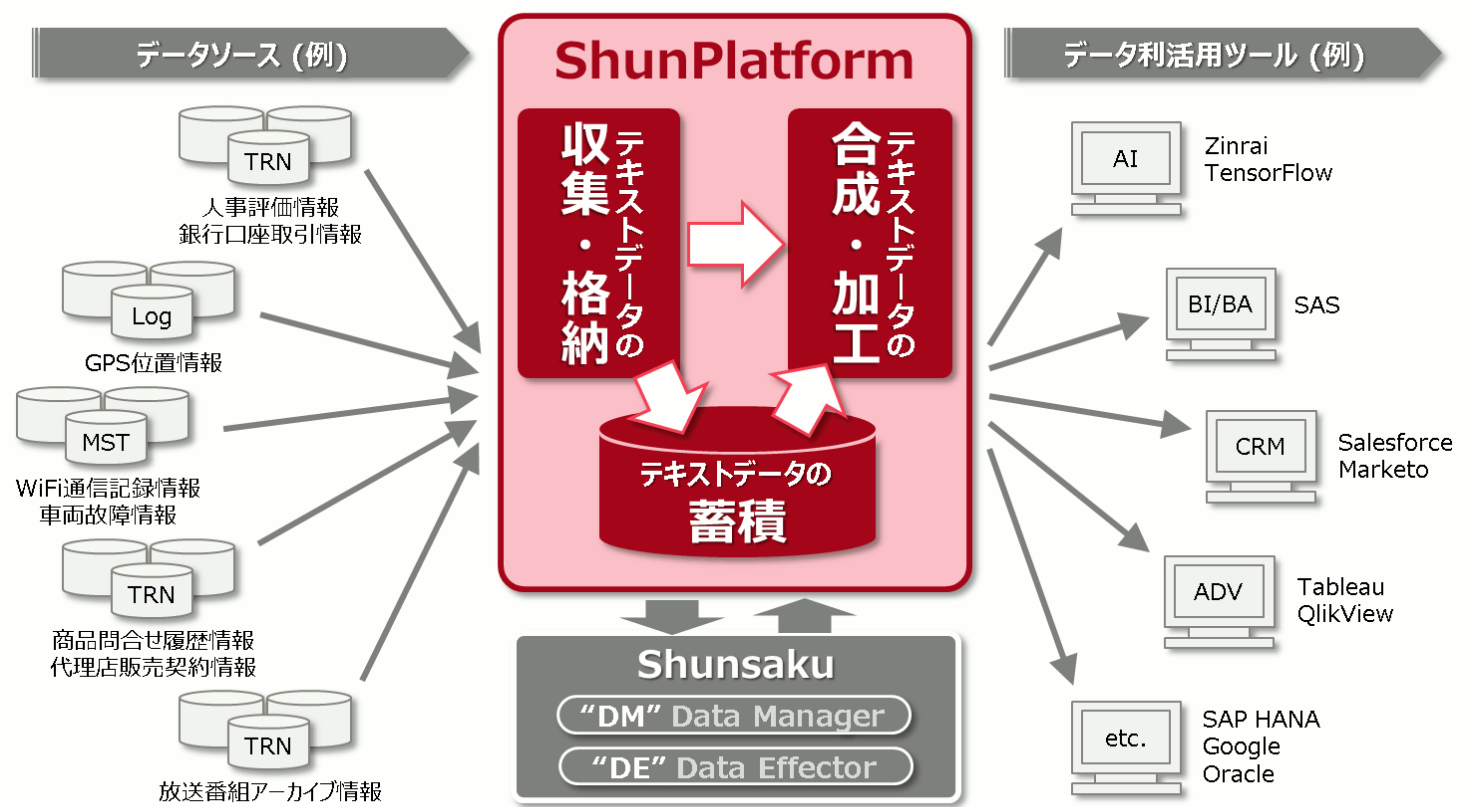 データソース (例)
TRN
人事評価情報
銀行口座取引情報
Log
GPS位置情報
MST
WiFi通信記録情報
車両故障情報
TRN
商品問合せ履歴情報
代理店販売契約情報
TRN
放送番組アーカイブ情報
ShunPlatform
テキストデータの
収集・格納
テキストデータの
合成・加工
テキストデータの
蓄積
Shunsaku
“DM” Data Manager
“DE” Data Effector
データ利活用ツール (例)
AI
Zinrai
TensorFlow
BI/BA
SAS
CRM
Salesforce
Marketo
ADV
Tableau
QlikView
etc.
SAP HANA
Google
Oracle